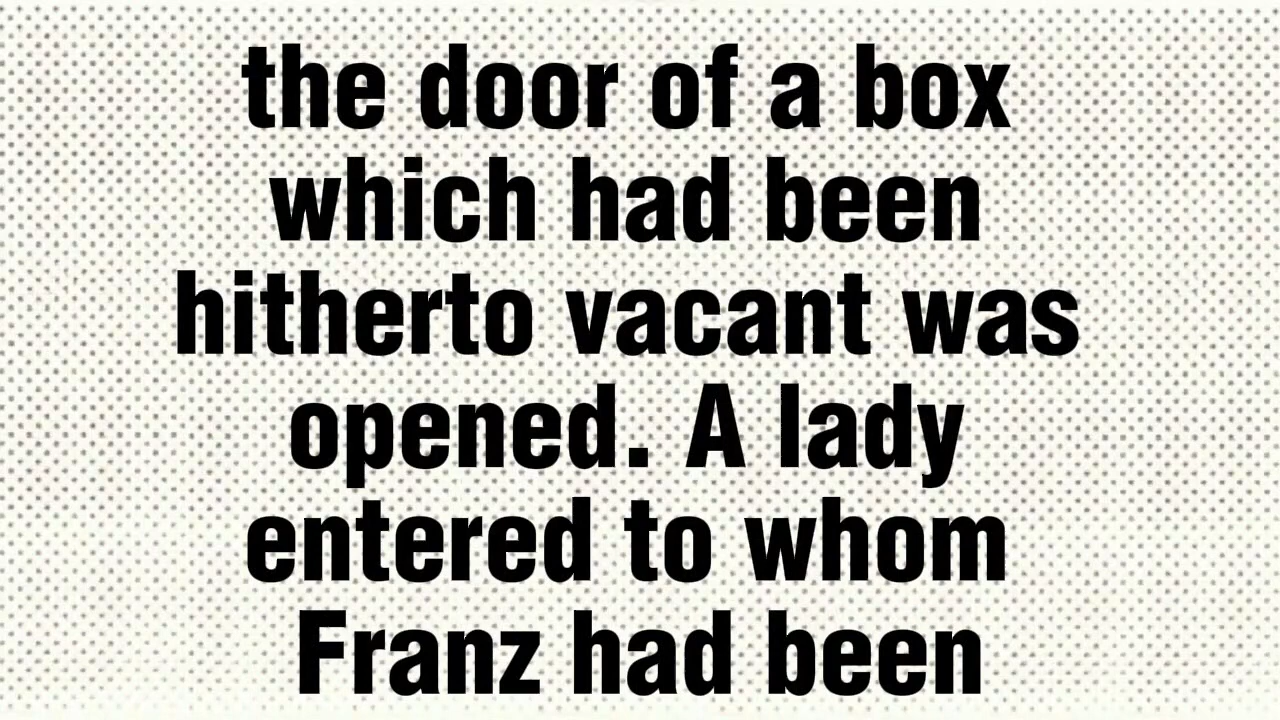 the door of a box
which had been
hitherto vacant was
opened. A lady
entered to whom
Franz had been